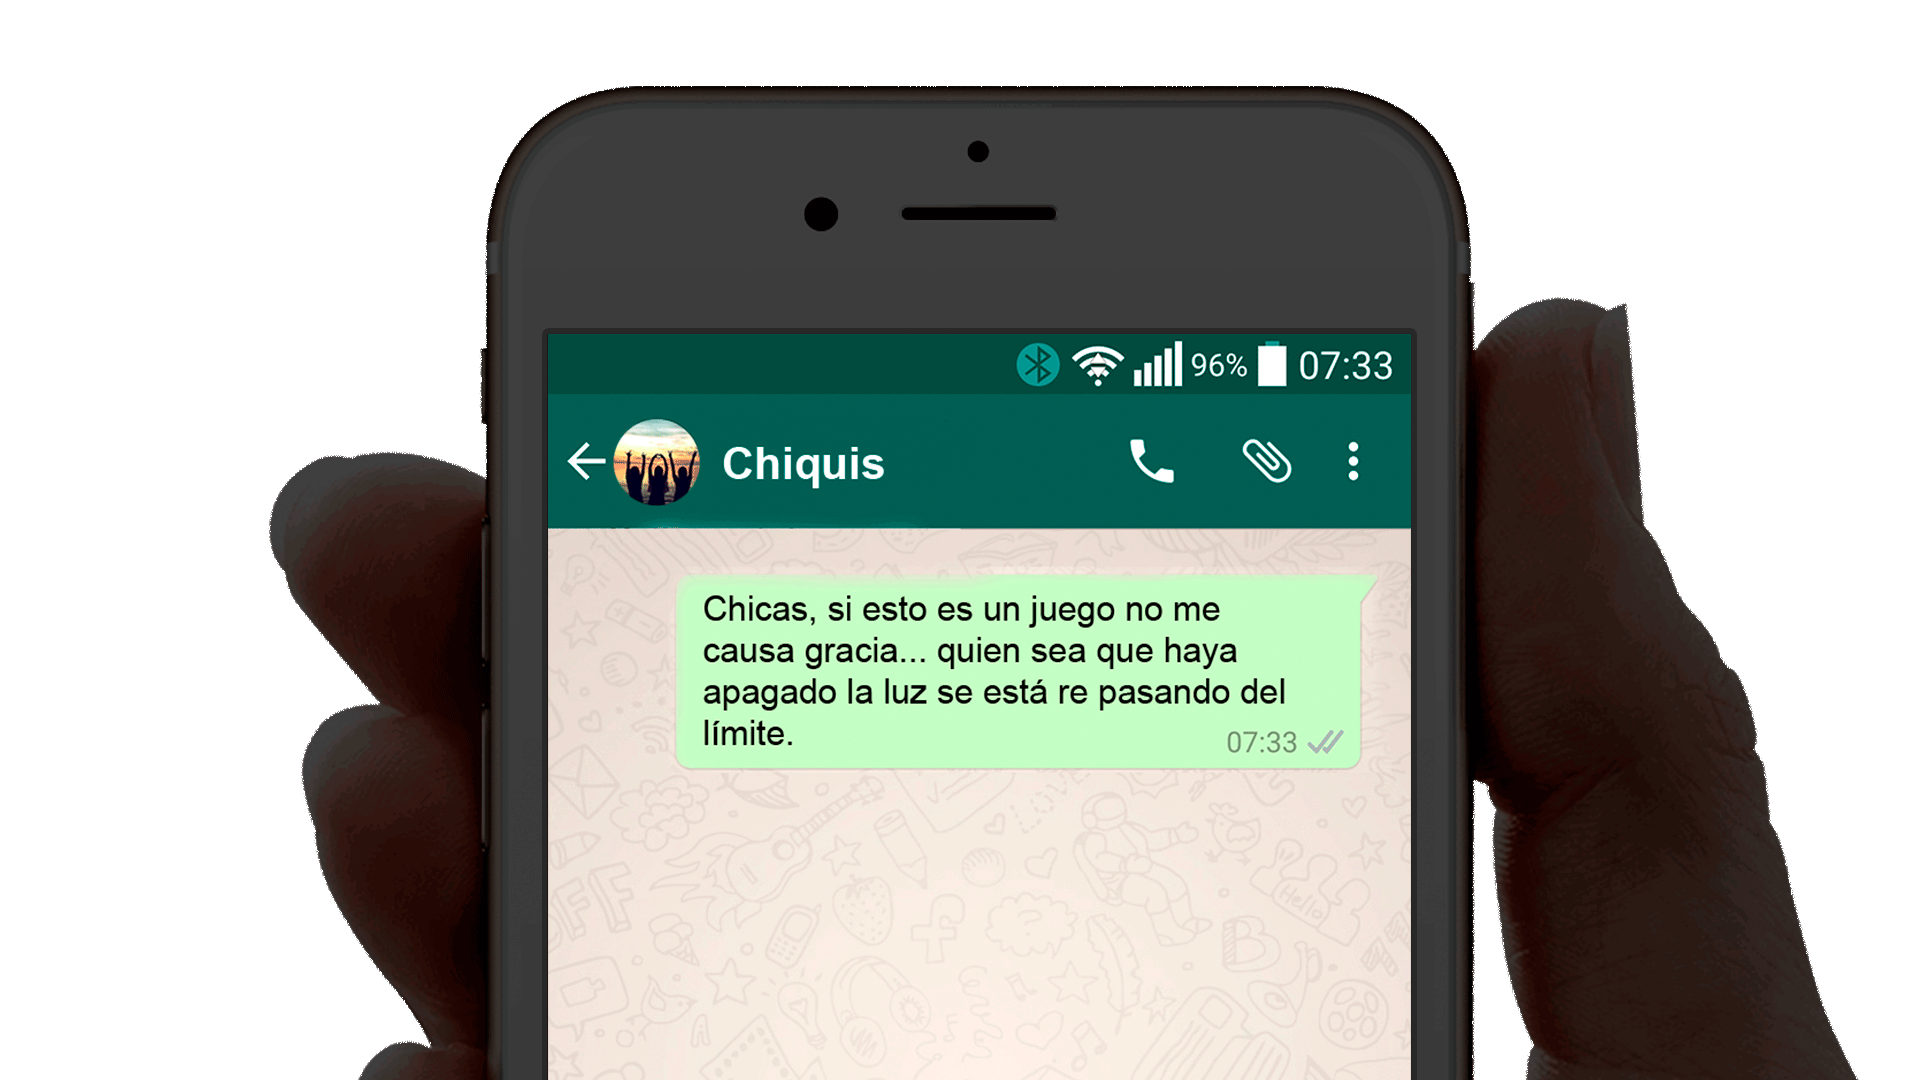 96% 07:33
Chiquis
Chicas, si esto es un juego no me
causa gracia... quien sea que haya
apagado la luz se está re pasando del
límite.
07:33